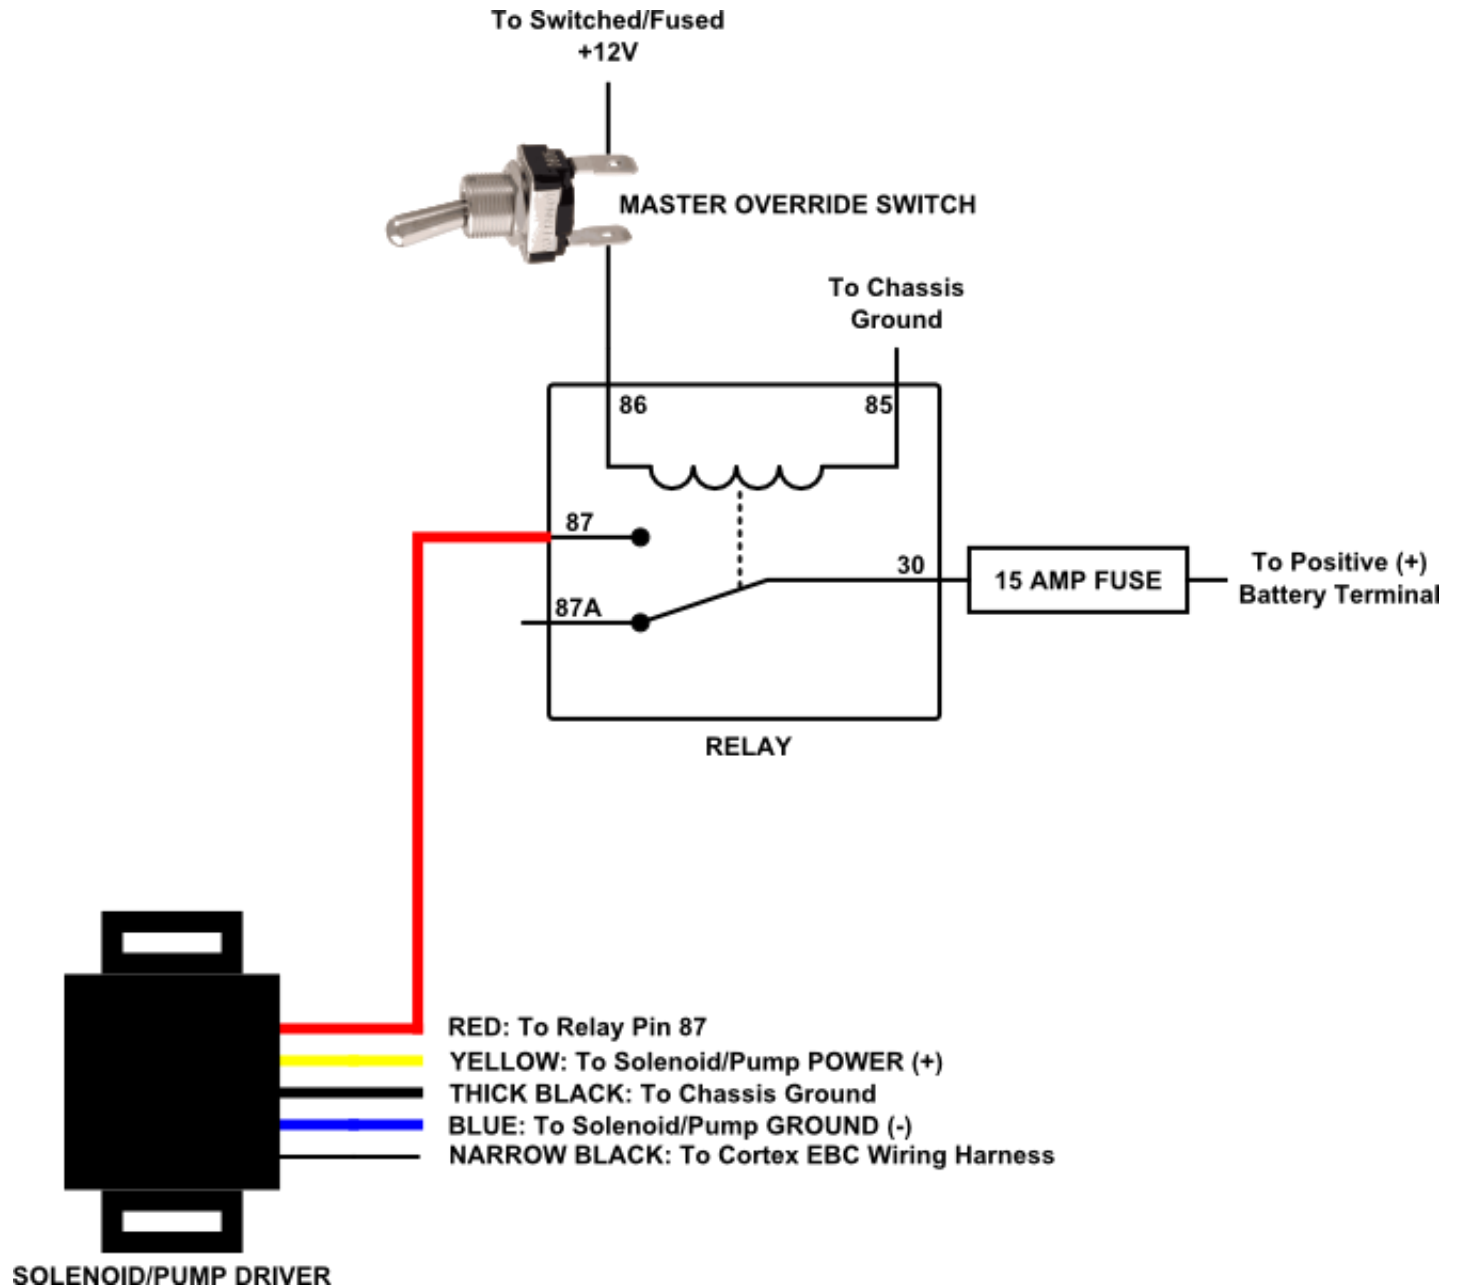 To Switched/Fused
+12V
MASTER OVERRIDE SWITCH
To Chassis
Ground
86
85
87
30
87A
15 AMP FUSE
To Positive (+)
Battery Terminal
RELAY
RED: To Relay Pin 87
YELLOW: To Solenoid/Pump POWER (+)
THICK BLACK: To Chassis Ground
BLUE: To Solenoid/Pump GROUND (-)
NARROW BLACK: To Cortex EBC Wiring Harness
SOLENOID/PUMP DRIVER